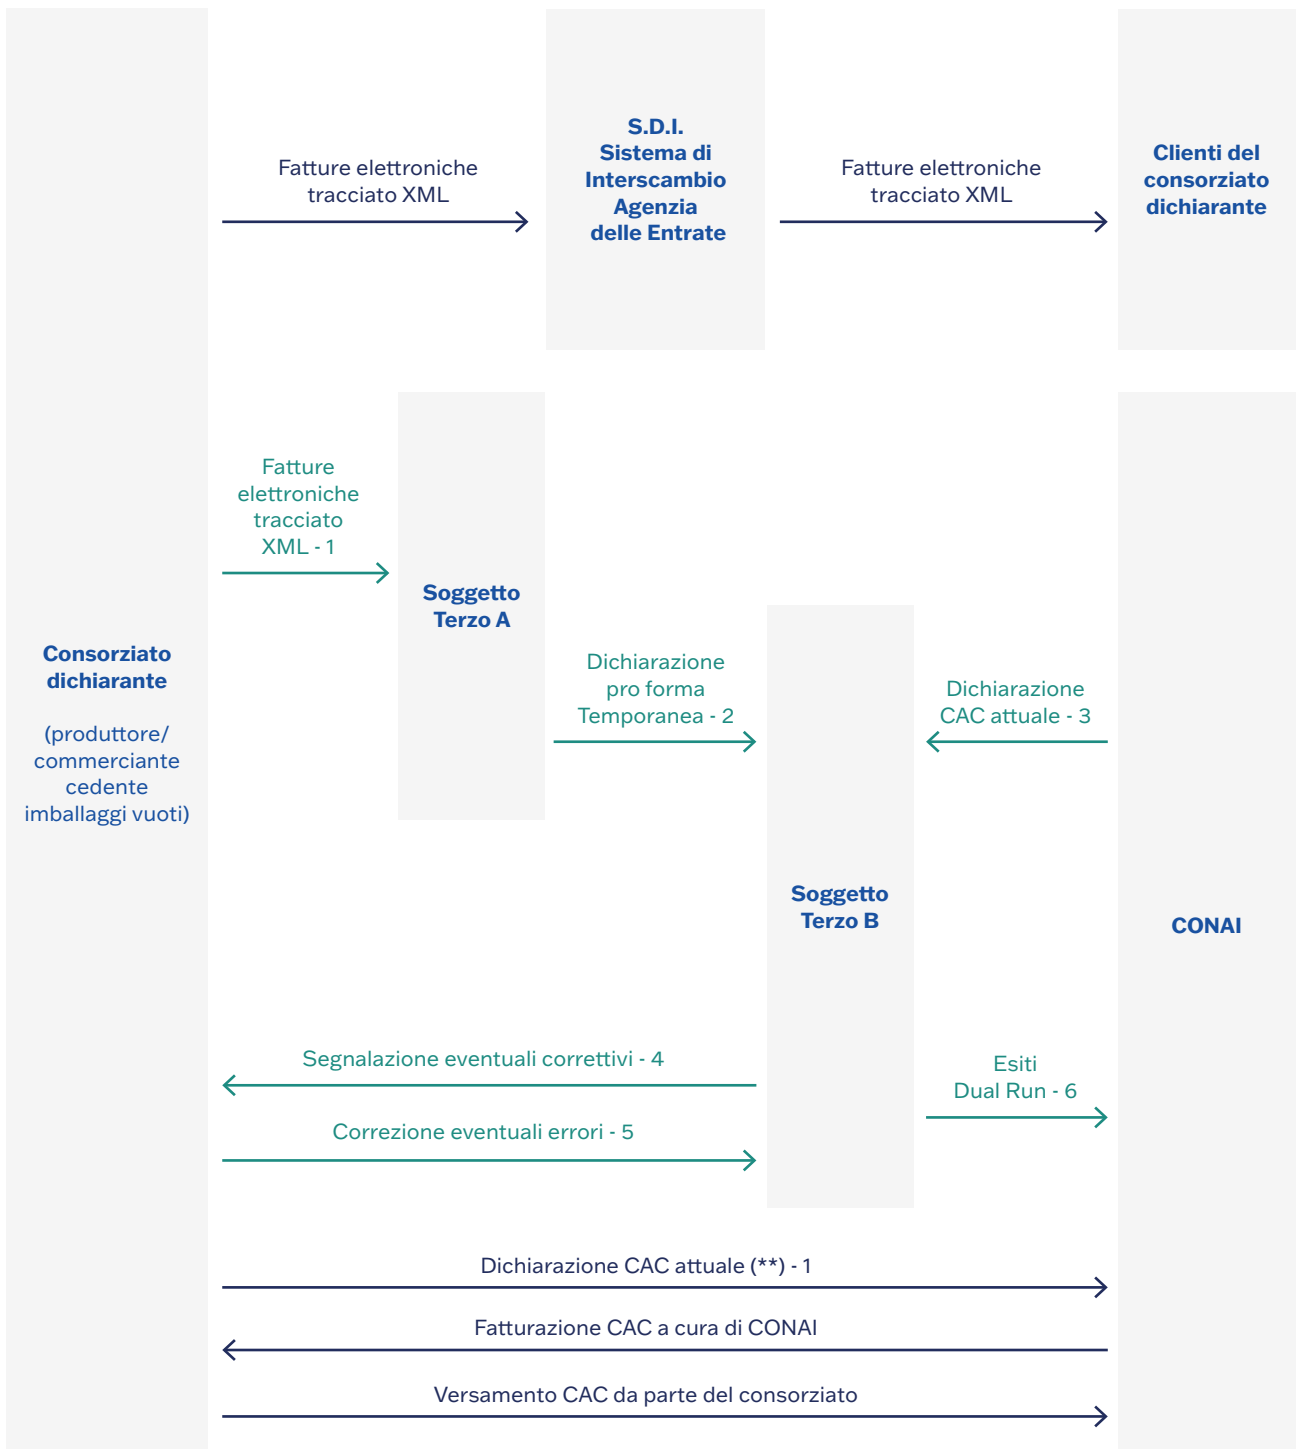 S.D.I.
Sistema di
Interscambio
Agenzia
delle Entrate
Fatture elettroniche
tracciato XML
Fatture elettroniche
tracciato XML
Clienti del
consorziato
dichiarante
Fatture
elettroniche
tracciato
XML - 1
Soggetto
Terzo A
Consorziato
dichiarante
(produttore/
commerciante
cedente
imballaggi vuoti)
Dichiarazione
pro forma
Temporanea - 2
Dichiarazione
CAC attuale - 3
Soggetto
Terzo B
CONAI
Segnalazione eventuali correttivi - 4
Esiti
Dual Run - 6
Correzione eventuali errori - 5
Dichiarazione CAC attuale (**) - 1
Fatturazione CAC a cura di CONAI
Versamento CAC da parte del consorziato